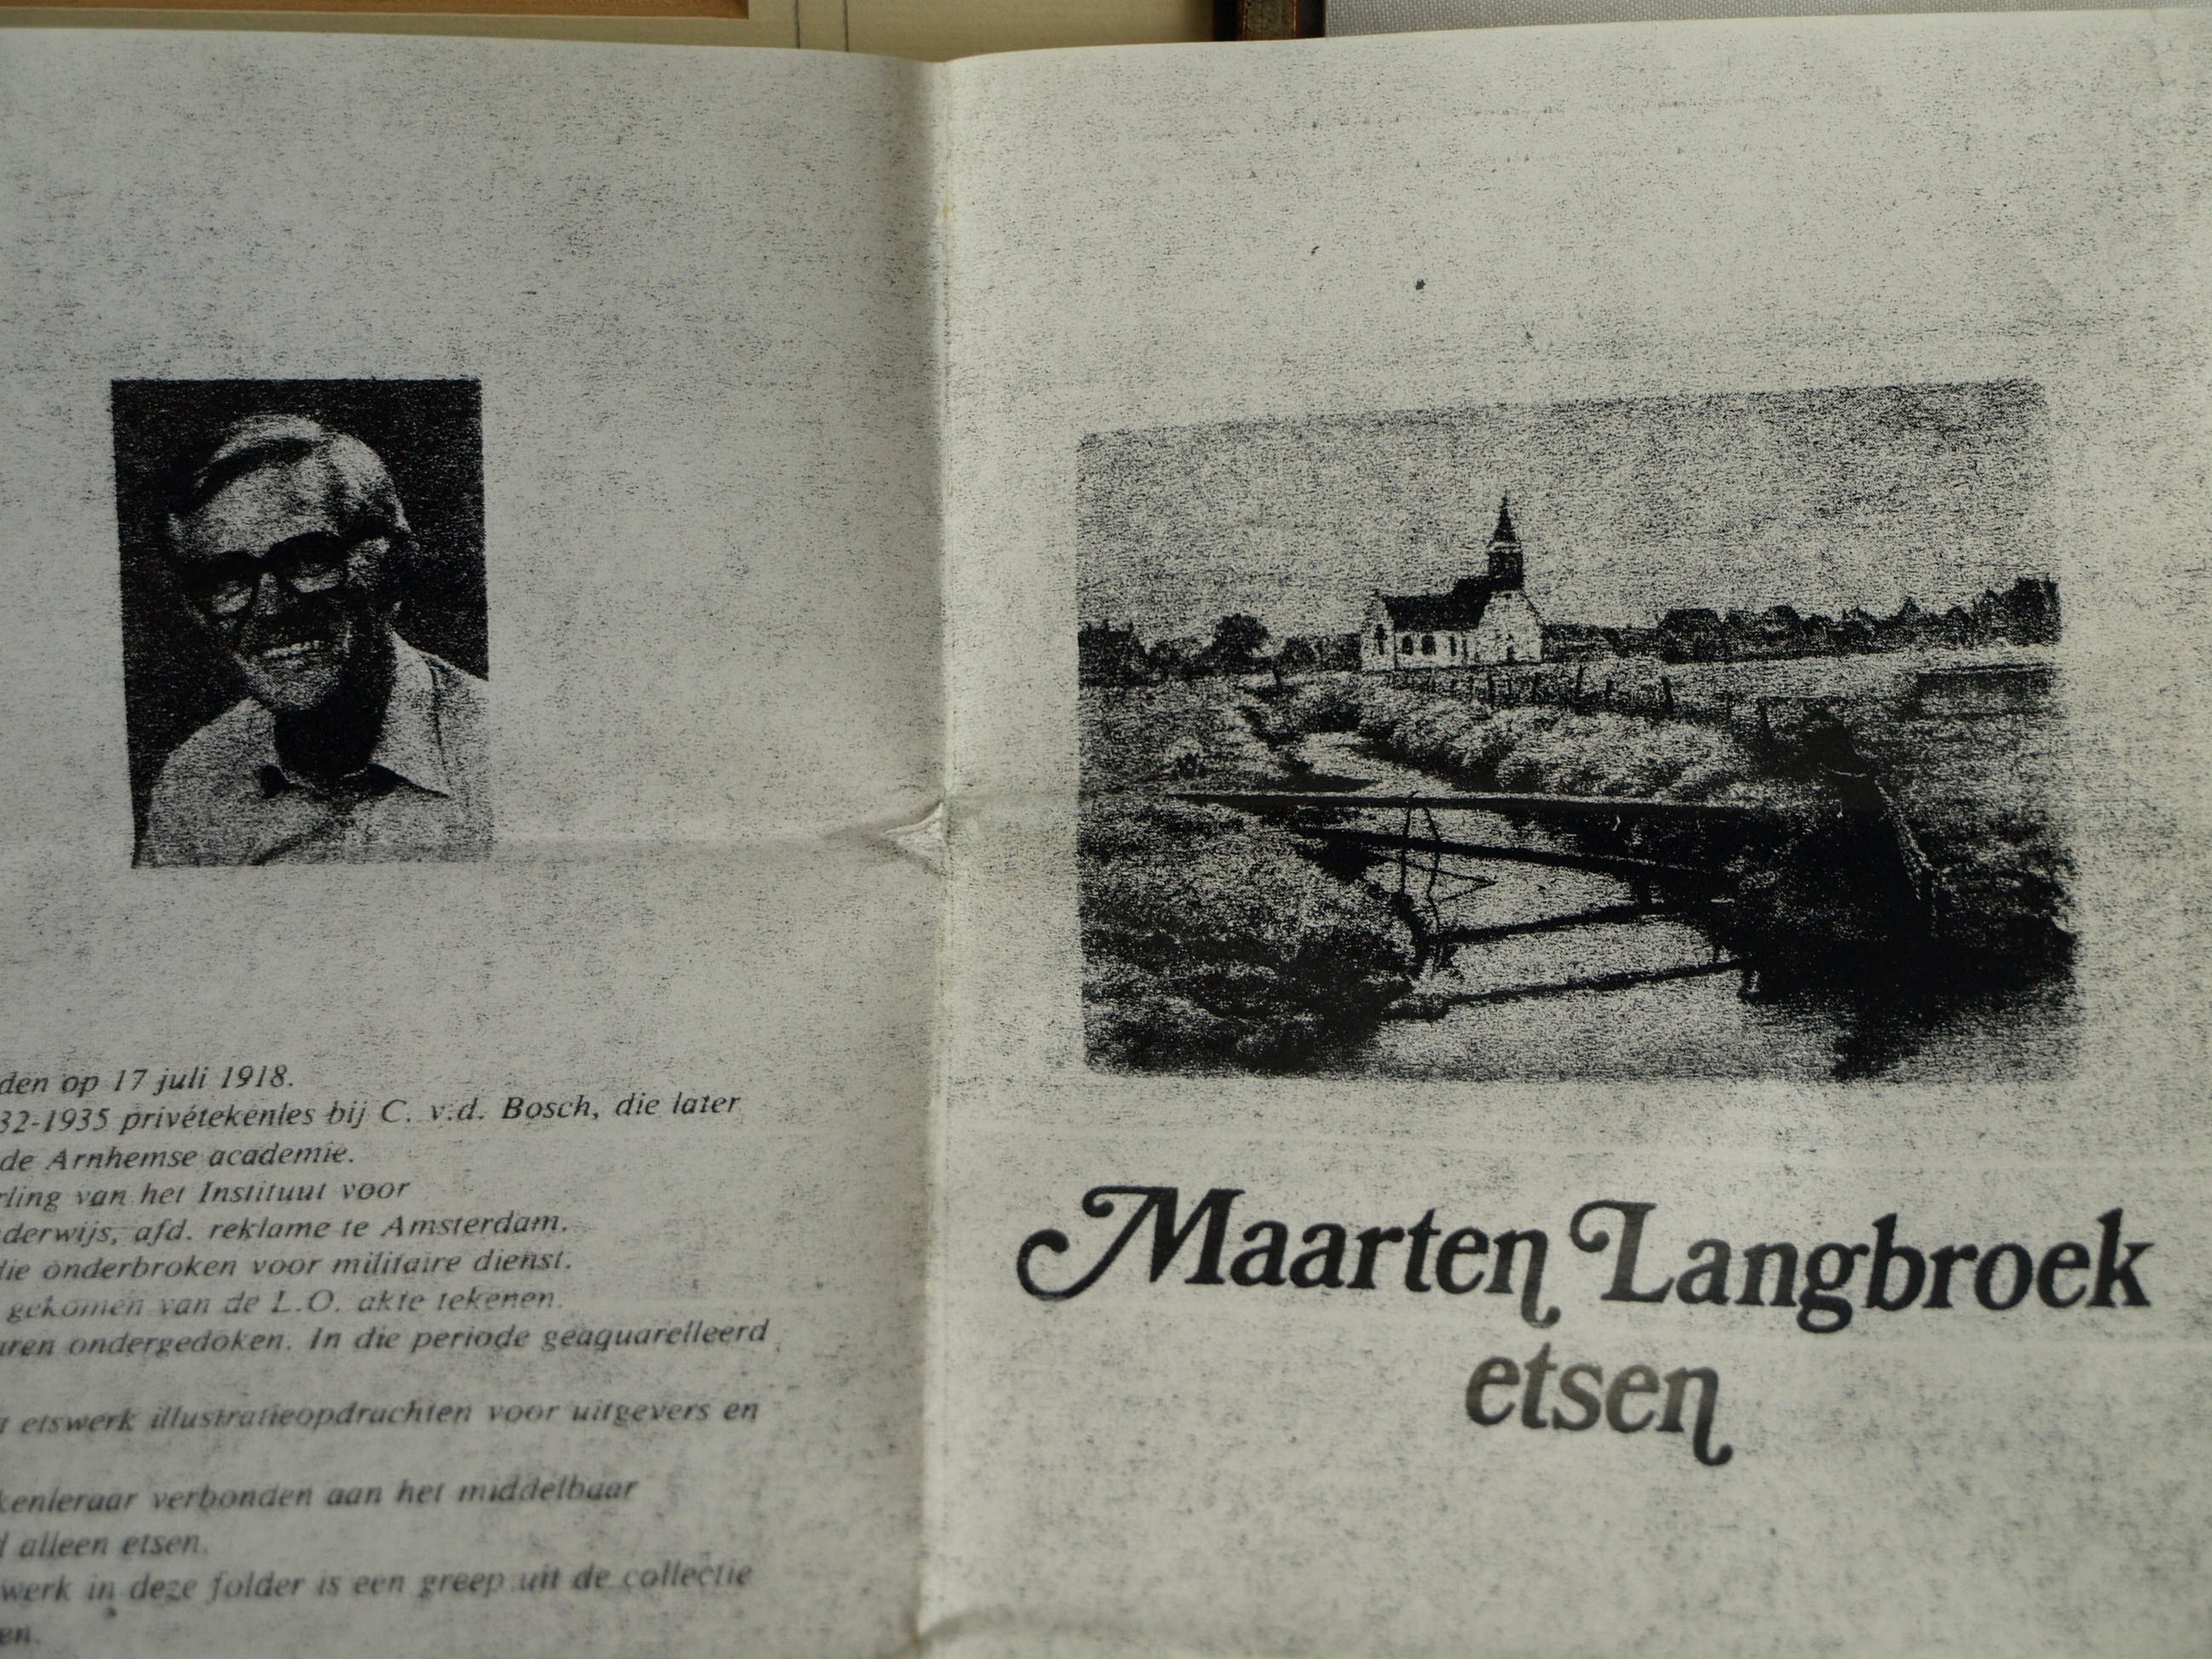 den op 17 juli 1918.
32-1935 privétekenles bij C. v.d. Bosch, die later
de Arnhemse academie.
rling van het Instituut voor
derwijs, afd. reklame te Amsterdam.
die onderbroken voor militaire dienst.
gekomen van de L.O. akte tekenen.
uren ondergedoken. In die periode geaquarelleerd
t etswerk illustratieopdrachten voor uitgevers en
kenleraar verbonden aan het middelbaar
d alleen etsen.
werk in deze folder is een greep uit de collectie
en.
Maarten Langbroek
etsen